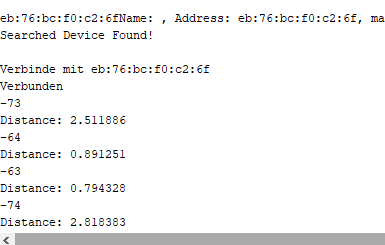 eb:76:bc:f0:c2:6fName: , Address: eb:76:bc:f0:c2:6f, ma
Searched Device Found!
Verbinde mit eb:76:bc:f0:c2:6f
Verbunden
-73
Distance: 2.511886
-64
Distance: 0.891251
-63
Distance: 0.794328
-74
Distance: 2.818383